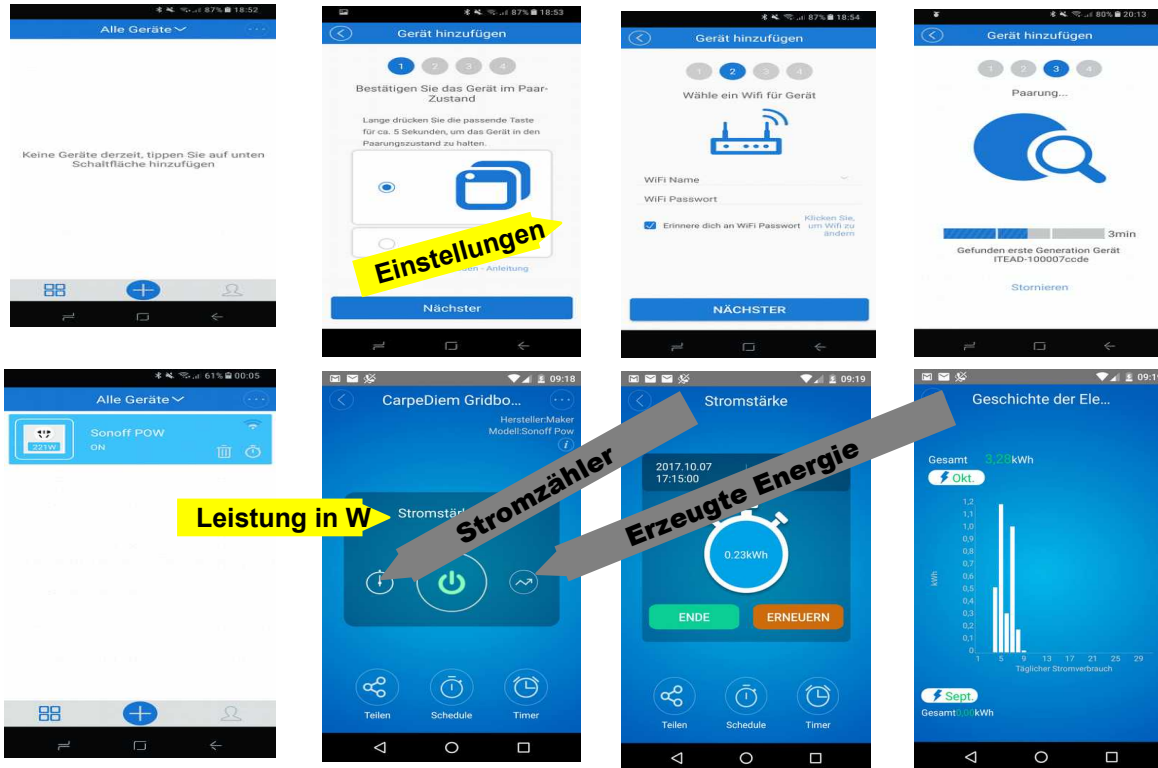 87% 18:52
Alle Geräte
Keine Geräte derzeit, tippen Sie auf unten
Schaltfläche hinzufügen
87% 18:53
Gerät hinzufügen
1 2 3 4
Bestätigen Sie das Gerät im Paar-
Zustand
Lange drücken Sie die passende Taste
für ca. 5 Sekunden, um das Gerät in den
Paarungszustand zu halten.
Einstellungen
- Anleitung
Nächster
87% 18:54
Gerät hinzufügen
1 2 3 4
Wähle ein Wifi für Gerät
WiFi Name
WiFi Passwort
Erinnere dich an WiFi Passwort
Klicken Sie,
um Wifi zu
ändern
NÄCHSTER
80% 20:13
Gerät hinzufügen
1 2 3 4
Paarung...
3min
Gefunden erste Generation Gerät
ITEAD-100007ccde
Stornieren
61% 00:05
Alle Geräte
Sonoff POW
221W
ON
Leistung in W
09:18
CarpeDiem Gridbo...
Hersteller:Maker
Modell:Sonoff Pow
Stromzähler
09:19
Stromstärke
2017.10.07
17:15:00
Erzeugte Energie
0.23kWh
ENDE ERNEUERN
Teilen Schedule Timer
Teilen Schedule Timer
Geschichte der Ele...
Gesamt 3,28kWh
Okt.
1,2
1,1
1,0
0,9
0,8
0,7
0,6
0,5
0,4
0,3
0,2
0,1
0
kWh
1 5 9 13 17 21 25 29
Täglicher Stromverbrauch
Sept.
Gesamt0,00kWh